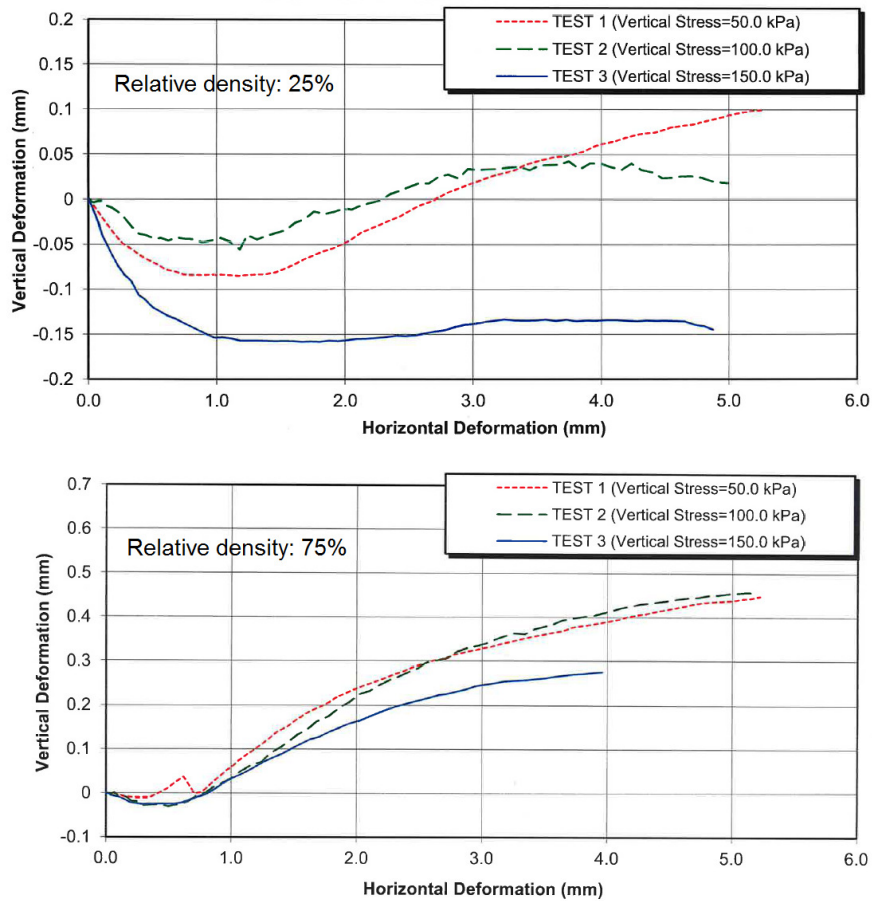 0.2
0.15
0.1
0.05
0
-0.05
-0.1
-0.15
-0.2
Vertical Deformation (mm)
TEST 1 (Vertical Stress=50.0 kPa)
TEST 2 (Vertical Stress=100.0 kPa)
TEST 3 (Vertical Stress=150.0 kPa)
Relative density: 25%
0.0 1.0 2.0 3.0 4.0 5.0 6.0
Horizontal Deformation (mm)
0.7
0.6
0.5
0.4
0.3
0.2
0.1
0
-0.1
Vertical Deformation (mm)
TEST 1 (Vertical Stress=50.0 kPa)
TEST 2 (Vertical Stress=100.0 kPa)
TEST 3 (Vertical Stress=150.0 kPa)
Relative density: 75%
0.0 1.0 2.0 3.0 4.0 5.0 6.0
Horizontal Deformation (mm)